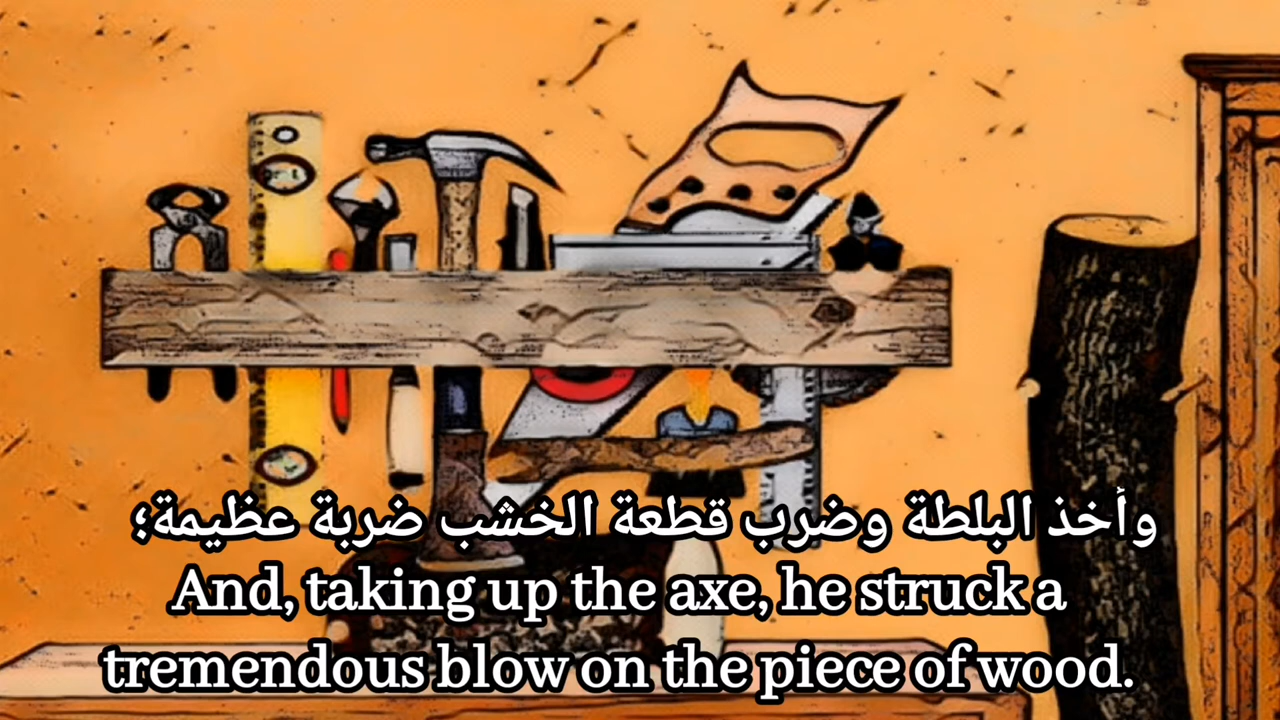 وأخذ البلطة وضرب قطعة الخشب ضربة عظيمة؛
And, taking up the axe, he struck a
tremendous blow on the piece of wood.